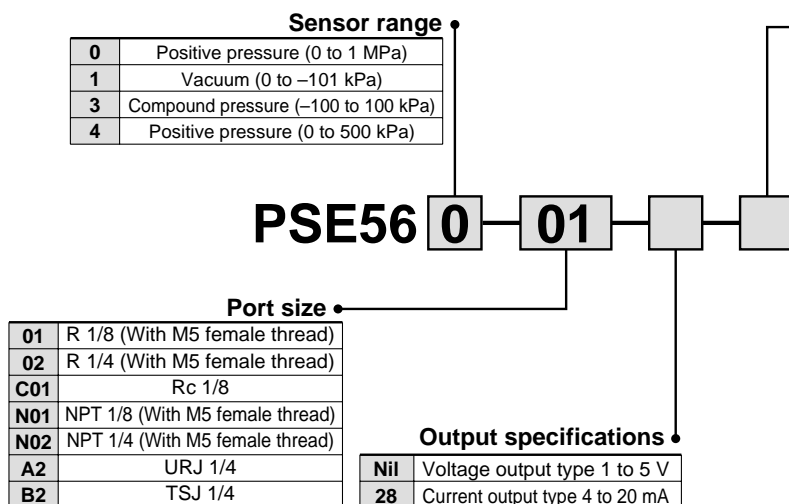 Sensor range
0 Positive pressure (0 to 1 MPa)
1 Vacuum (0 to –101 kPa)
3 Compound pressure (–100 to 100 kPa)
4 Positive pressure (0 to 500 kPa)
PSE56 0 – 01 – –
Port size
01 R 1/8 (With M5 female thread)
02 R 1/4 (With M5 female thread)
C01 Rc 1/8
N01 NPT 1/8 (With M5 female thread)
N02 NPT 1/4 (With M5 female thread)
A2 URJ 1/4
B2 TSJ 1/4
Output specifications
Nil Voltage output type 1 to 5 V
28 Current output type 4 to 20 mA